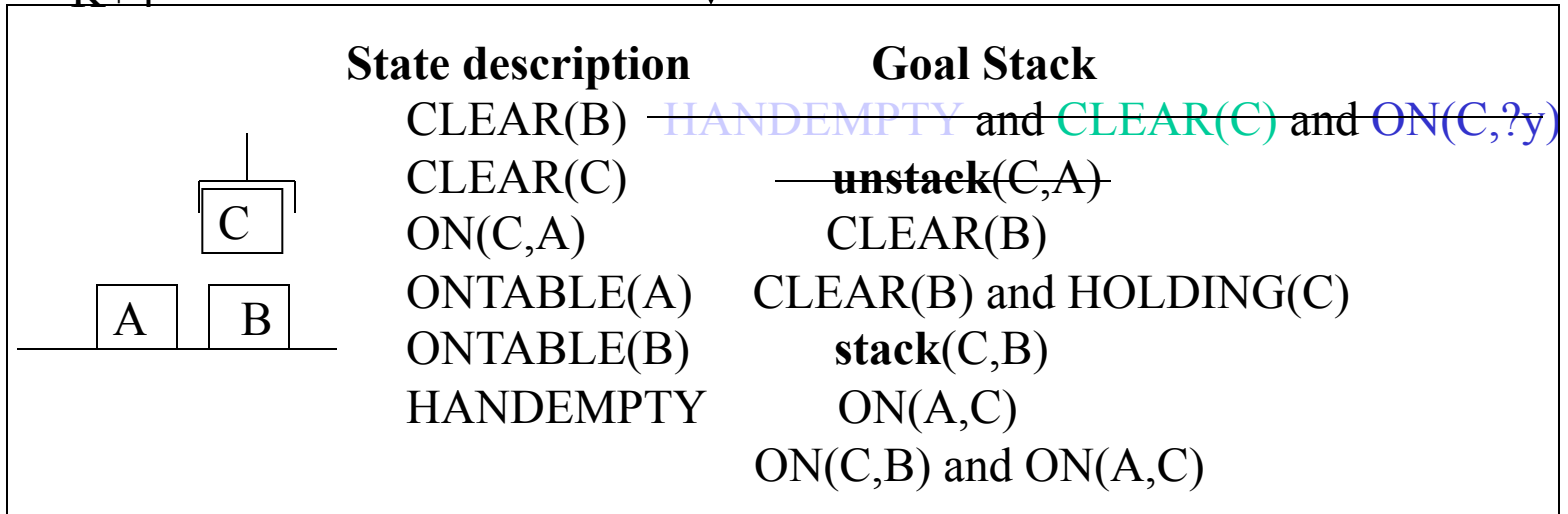 State description Goal Stack
CLEAR(B) HANDEMPTY and CLEAR(C) and ON(C,?y)
CLEAR(C) unstack(C,A)
ON(C,A) CLEAR(B)
ONTABLE(A) CLEAR(B) and HOLDING(C)
ONTABLE(B) stack(C,B)
HANDEMPTY ON(A,C)
ON(C,B) and ON(A,C)
C
A B